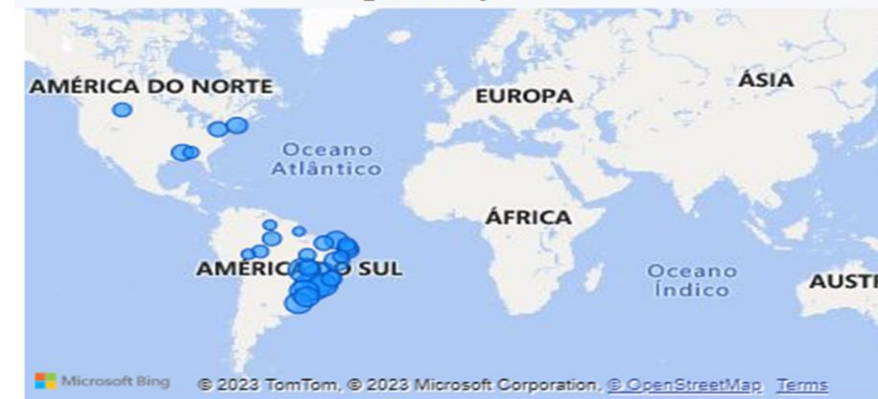 AMÉRICA DO NORTE
EUROPA
ÁSIA
Oceano
Atlântico
ÁFRICA
AMÉRIC O SUL
Oceano
Índico
AUSTR
Microsoft Bing © 2023 TomTom, © 2023 Microsoft Corporation, © OpenStreetMap Terms